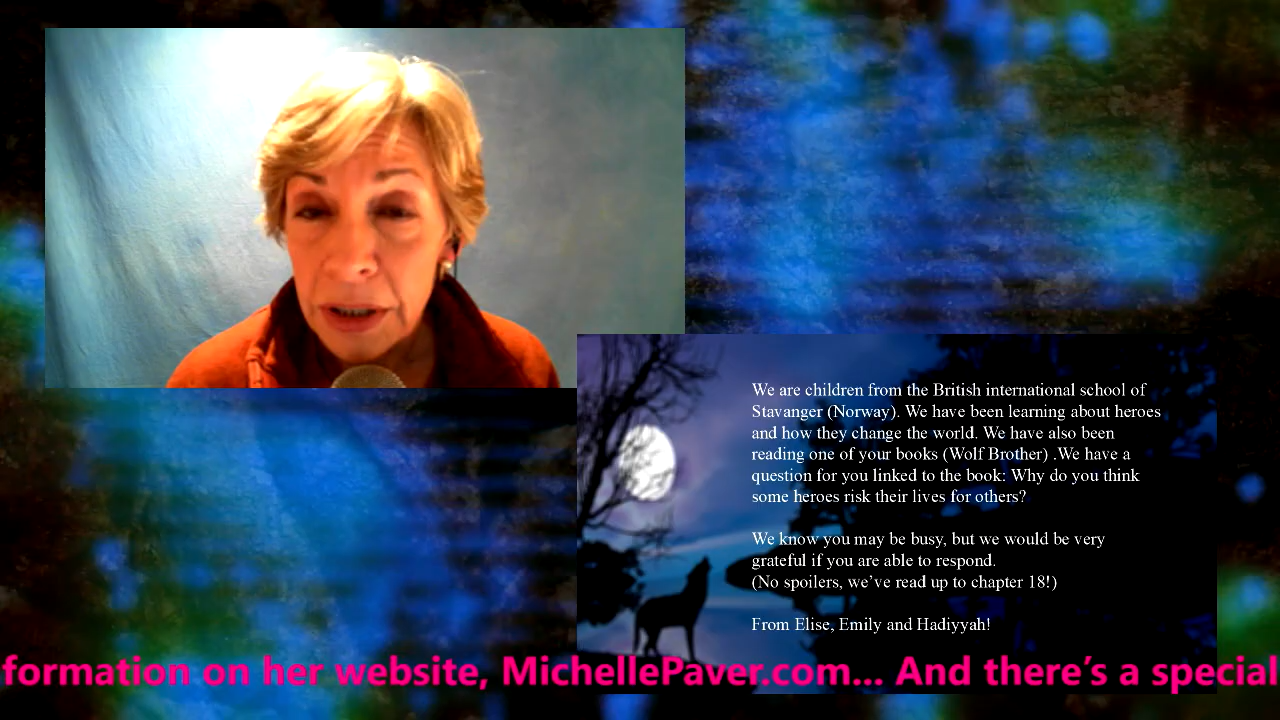 We are children from the British international school of
Stavanger (Norway). We have been learning about heroes
and how they change the world. We have also been
reading one of your books (Wolf Brother) .We have a
question for you linked to the book: Why do you think
some heroes risk their lives for others?
We know you may be busy, but we would be very
grateful if you are able to respond.
(No spoilers, we’ve read up to chapter 18!)
From Elise, Emily and Hadiyyah!
formation on her website, MichellePaver.com... And there’s a special